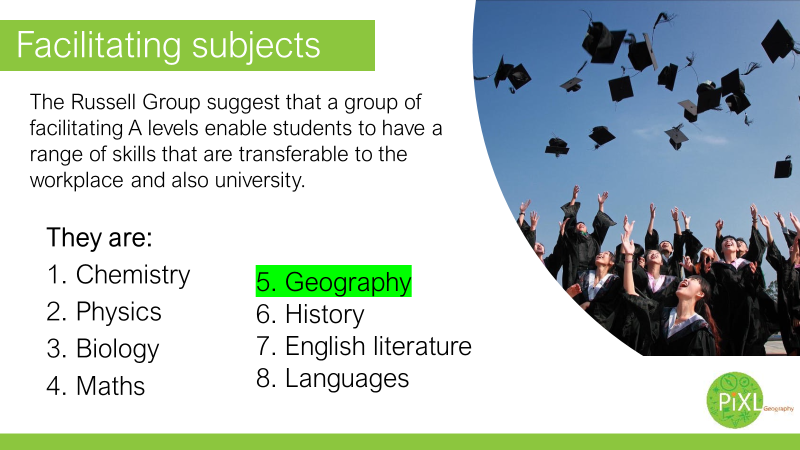 Facilitating subjects
The Russell Group suggest that a group of
facilitating A levels enable students to have a
range of skills that are transferable to the
workplace and also university.
They are:
1. Chemistry
2. Physics
3. Biology
4. Maths
5. Geography
6. History
7. English literature
8. Languages
PiXL
Geography